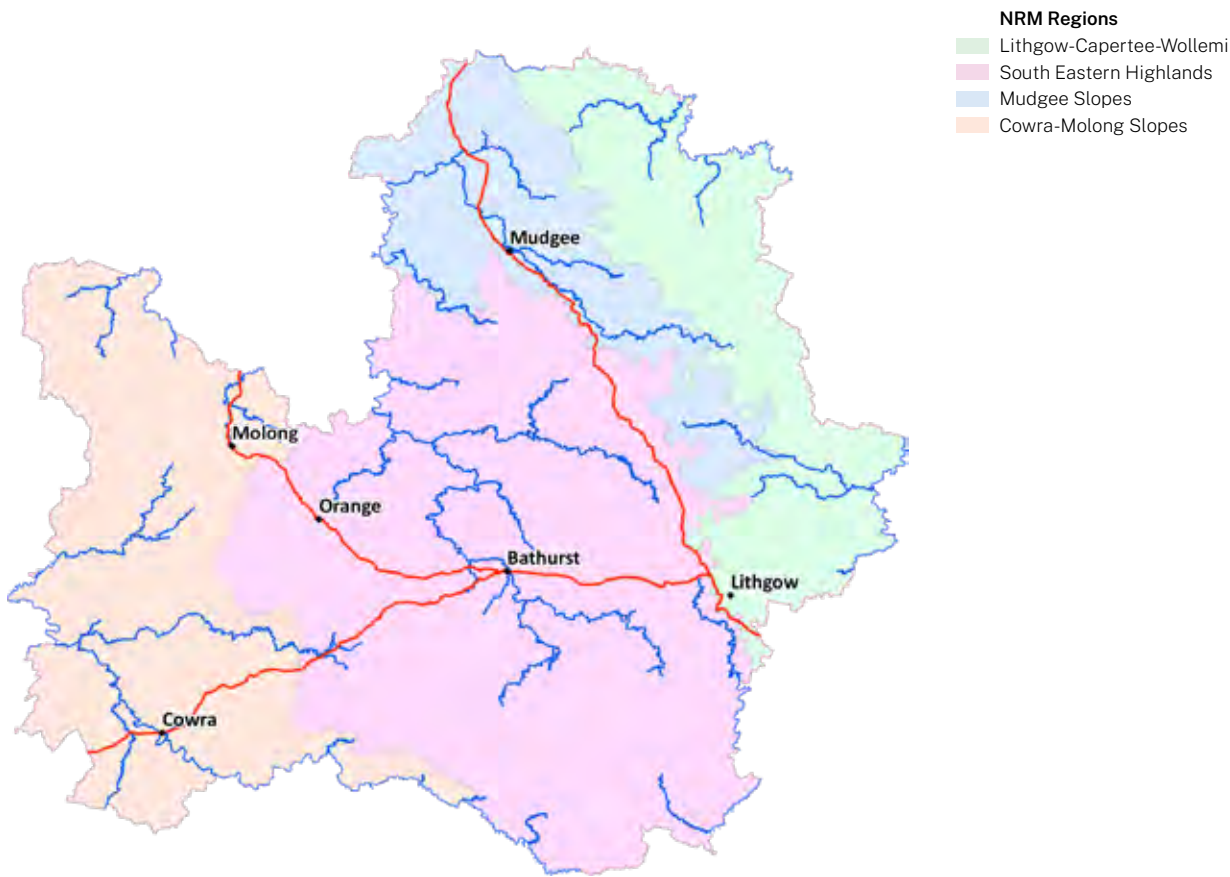 NRM Regions
Lithgow-Capertee-Wollemi
South Eastern Highlands
Mudgee Slopes
Cowra-Molong Slopes
Mudgee
Molong
Orange
Bathurst
Lithgow
Cowra